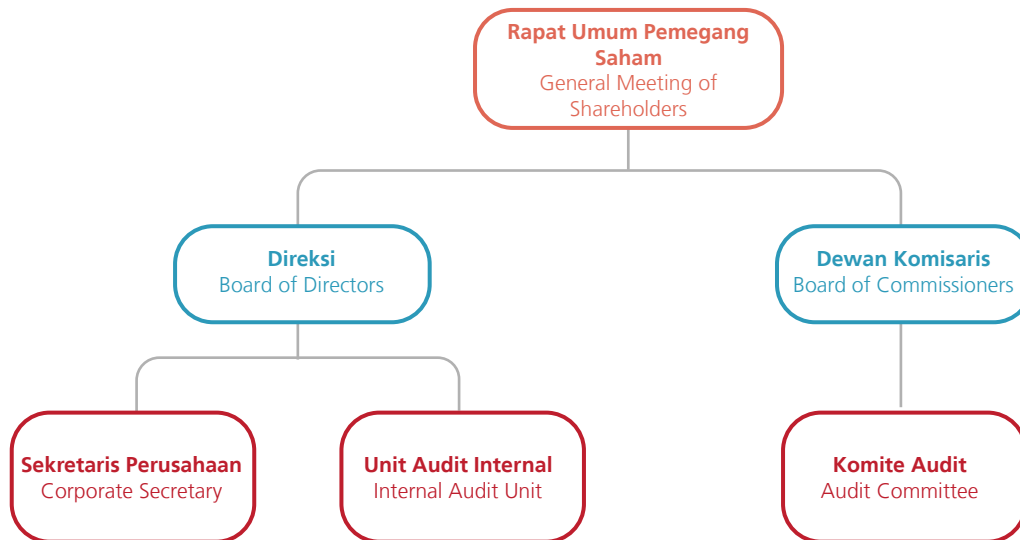 Rapat Umum Pemegang
Saham
General Meeting of
Shareholders
Direksi
Board of Directors
Dewan Komisaris
Board of Commissioners
Sekretaris Perusahaan
Corporate Secretary
Unit Audit Internal
Internal Audit Unit
Komite Audit
Audit Committee